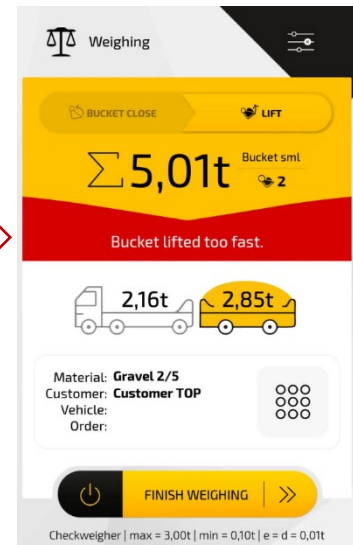 Weighing
BUCKET CLOSE
LIFT
∑5,01t
Bucket sml
2
Bucket lifted too fast.
2,16t
2,85t
Material: Gravel 2/5
Customer: Customer TOP
Vehicle:
Order:
FINISH WEIGHING
Checkweigher | max = 3,00t | min = 0,10t | e = d = 0,01t